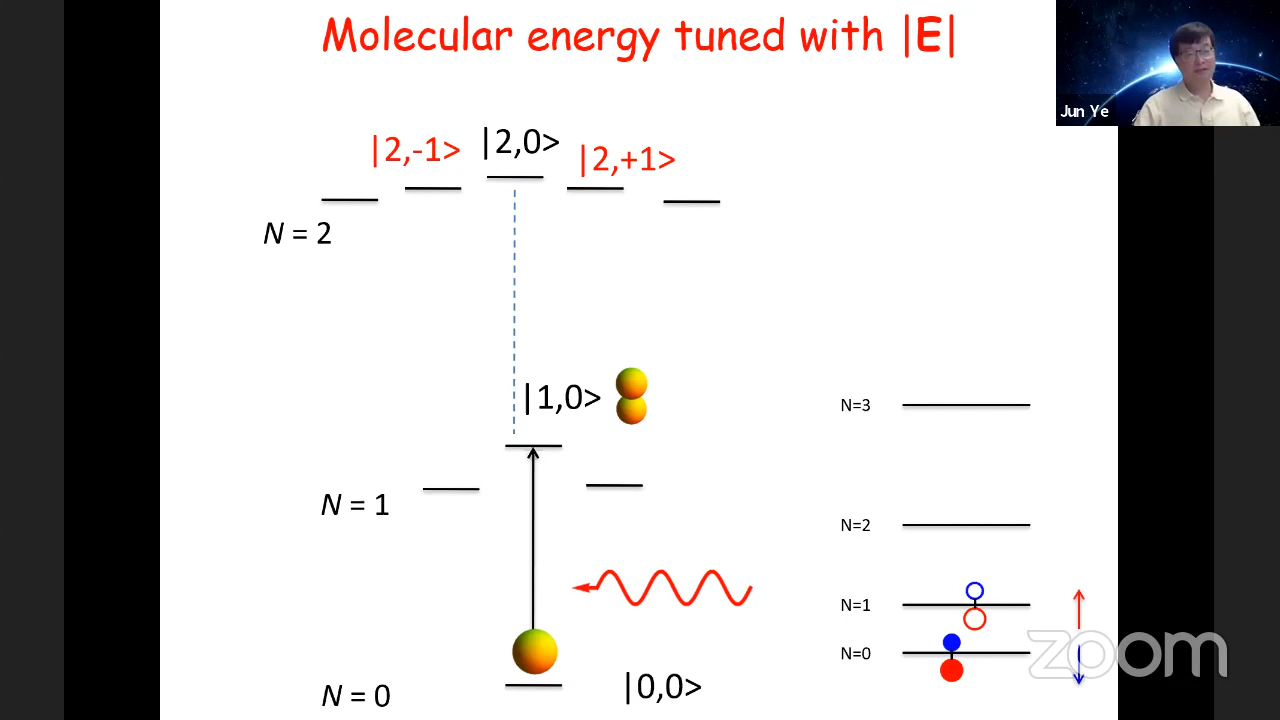 Molecular energy tuned with |E|
Jun Ye
|2,-1>
|2,0>
|2,+1>
N = 2
|1,0>
N = 1
N = 0
|0,0>
N=3
N=2
N=1
N=0
zoom